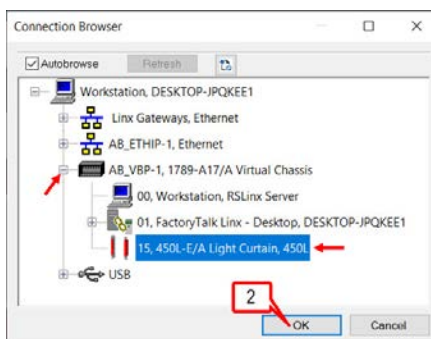 Connection Browser
Autobrowse
Refresh
Workstation, DESKTOP-JPQKEE1
Linx Gateways, Ethernet
AB_ETHIP-1, Ethernet
AB_VBP-1, 1789-A17/A Virtual Chassis
00, Workstation, RSLinx Server
01, FactoryTalk Linx - Desktop, DESKTOP-JPQKEE1
15, 450L-E/A Light Curtain, 450L
USB
2
OK
Cancel